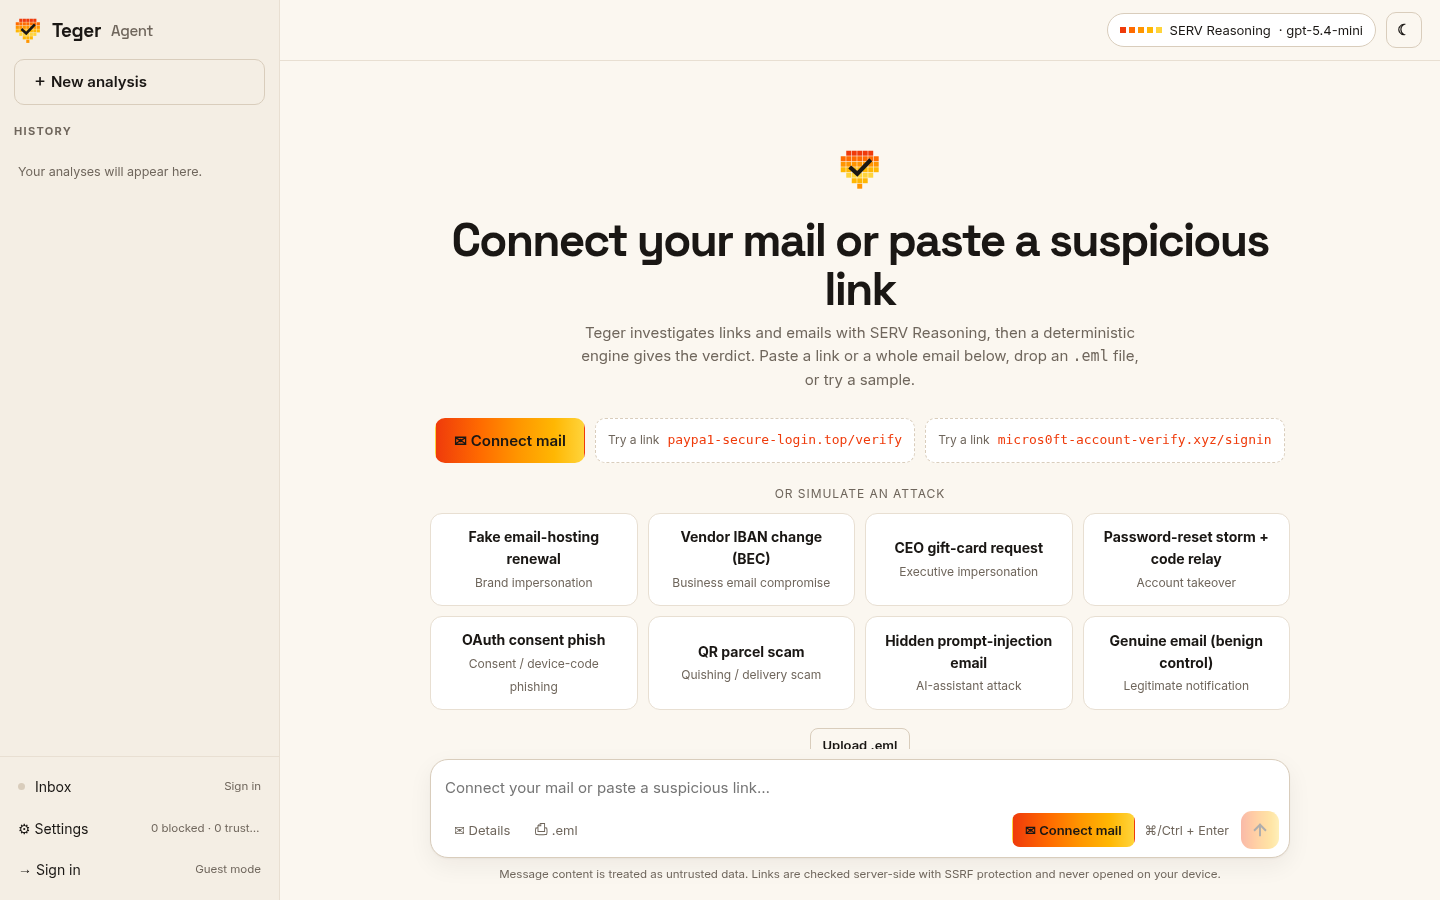 Teger Agent
+ New analysis
HISTORY
Your analyses will appear here.
Inbox Sign in
Settings 0 blocked · 0 trust...
→ Sign in Guest mode
SERV Reasoning · gpt-5.4-mini
Connect your mail or paste a suspicious
link
Teger investigates links and emails with SERV Reasoning, then a deterministic
engine gives the verdict. Paste a link or a whole email below, drop an .eml file,
or try a sample.
✉ Connect mail
Try a link paypa1-secure-login.top/verify
Try a link micros0ft-account-verify.xyz/signin
OR SIMULATE AN ATTACK
Fake email-hosting
renewal
Brand impersonation
Vendor IBAN change
(BEC)
Business email compromise
CEO gift-card request
Executive impersonation
Password-reset storm +
code relay
Account takeover
OAuth consent phish
Consent / device-code
phishing
QR parcel scam
Quishing / delivery scam
Hidden prompt-injection
email
AI-assistant attack
Genuine email (benign
control)
Legitimate notification
Upload .eml
Connect your mail or paste a suspicious link...
✉ Details
.eml
✉ Connect mail
⌘/Ctrl + Enter
Message content is treated as untrusted data. Links are checked server-side with SSRF protection and never opened on your device.